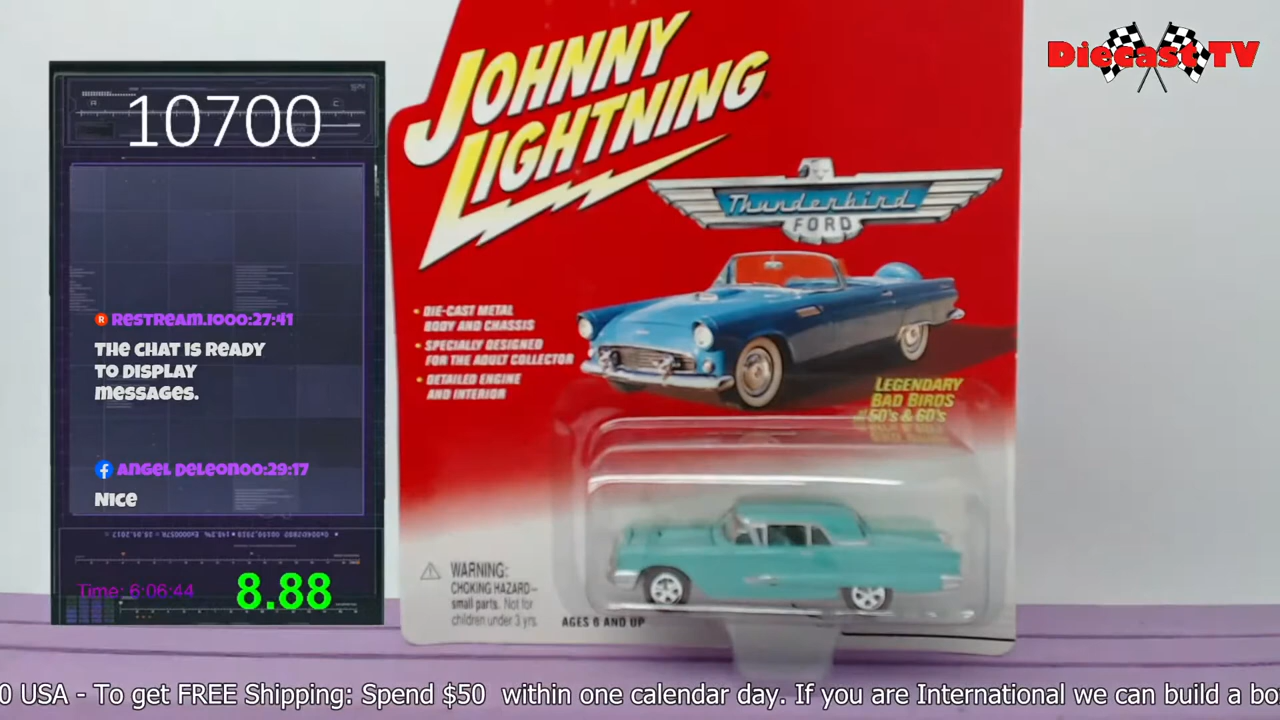 10700
RESTREAM.IO00:27:41
THE CHAT IS READY
TO DISPLAY
MESSAGES.
ANGEL DELEON00:29:17
NICE
Time: 6:06:44
8.88
JOHNNY
LIGHTNING
Thunderbird
FORD
• DIE-CAST METAL
BODY AND CHASSIS
• SPECIALLY DESIGNED
FOR THE ADULT COLLECTOR
• DETAILED ENGINE
AND INTERIOR
LEGENDARY
BAD BIRDS
50's & 60's
WARNING:
CHOKING HAZARD–
small parts. Not for
children under 3 yrs.
AGES 8 AND UP
Diecast TV
0 USA - To get FREE Shipping: Spend $50 within one calendar day. If you are International we can build a bo